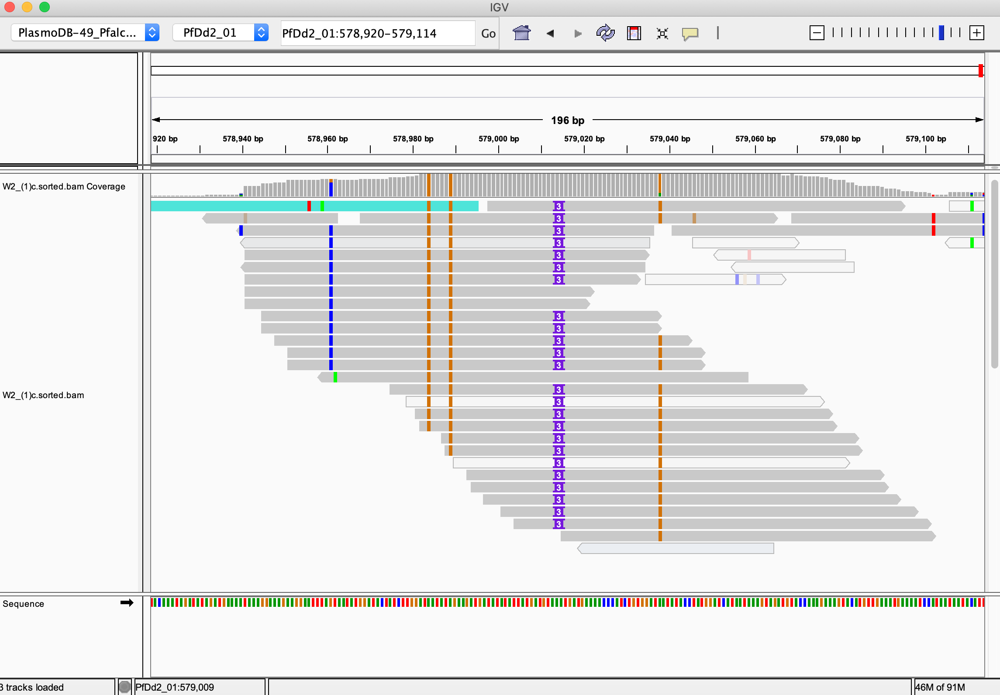 IGV
PlasmoDB-49_Pfalc...
PfDd2_01
PfDd2_01:578,920-579,114
Go
196 bp
920 bp
578,940 bp
578,960 bp
578,980 bp
579,000 bp
579,020 bp
579,040 bp
579,060 bp
579,080 bp
579,100 bp
W2_(1)c.sorted.bam Coverage
3
3
3
3
3
3
3
3
3
3
3
3
W2_(1)c.sorted.bam
3
3
3
3
3
3
3
3
3
3
3
3
Sequence
3 tracks loaded
PfDd2_01:579,009
46M of 91M